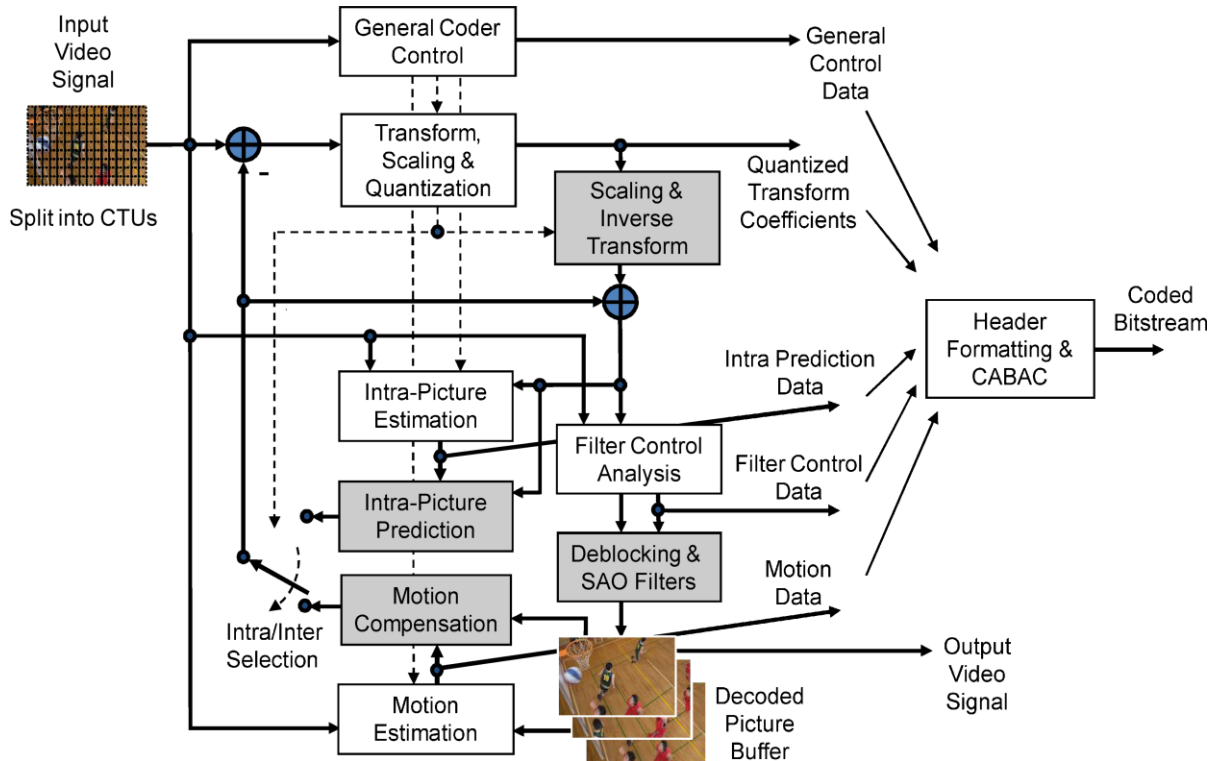 Input
Video
Signal
Split into CTUs
General Coder
Control
General
Control
Data
Transform,
Scaling &
Quantization
-
Scaling &
Inverse
Transform
Quantized
Transform
Coefficients
Header
Formatting &
CABAC
Coded
Bitstream
Intra-Picture
Estimation
Filter Control
Analysis
Intra Prediction
Data
Filter Control
Data
Intra-Picture
Prediction
Deblocking &
SAO Filters
Motion
Data
Motion
Compensation
Intra/Inter
Selection
Motion
Estimation
Decoded
Picture
Buffer
Output
Video
Signal